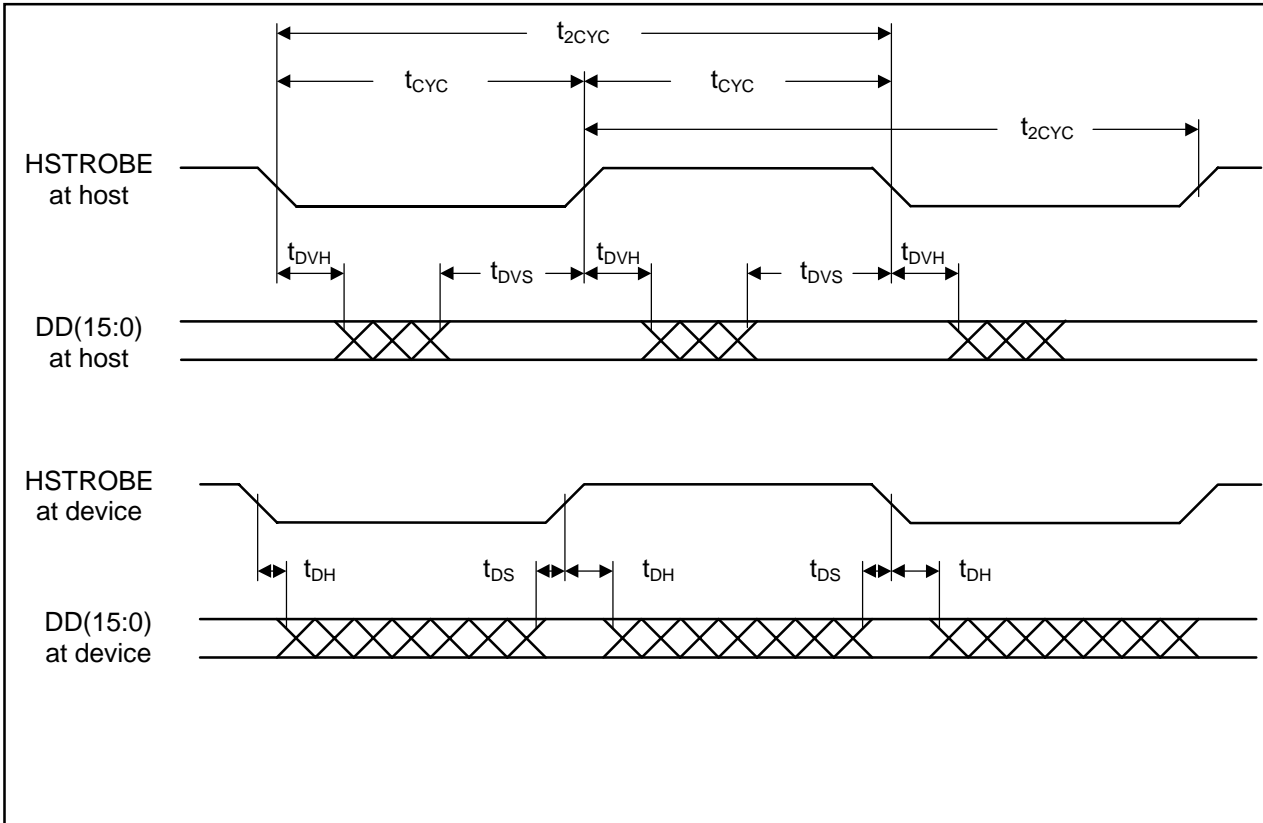 t2CYC
tCYC tCYC
t2CYC
HSTROBE
at host
tDVH tDVS tDVH tDVS tDVH
DD(15:0)
at host
HSTROBE
at device
tDH tDS tDH tDS tDH
DD(15:0)
at device